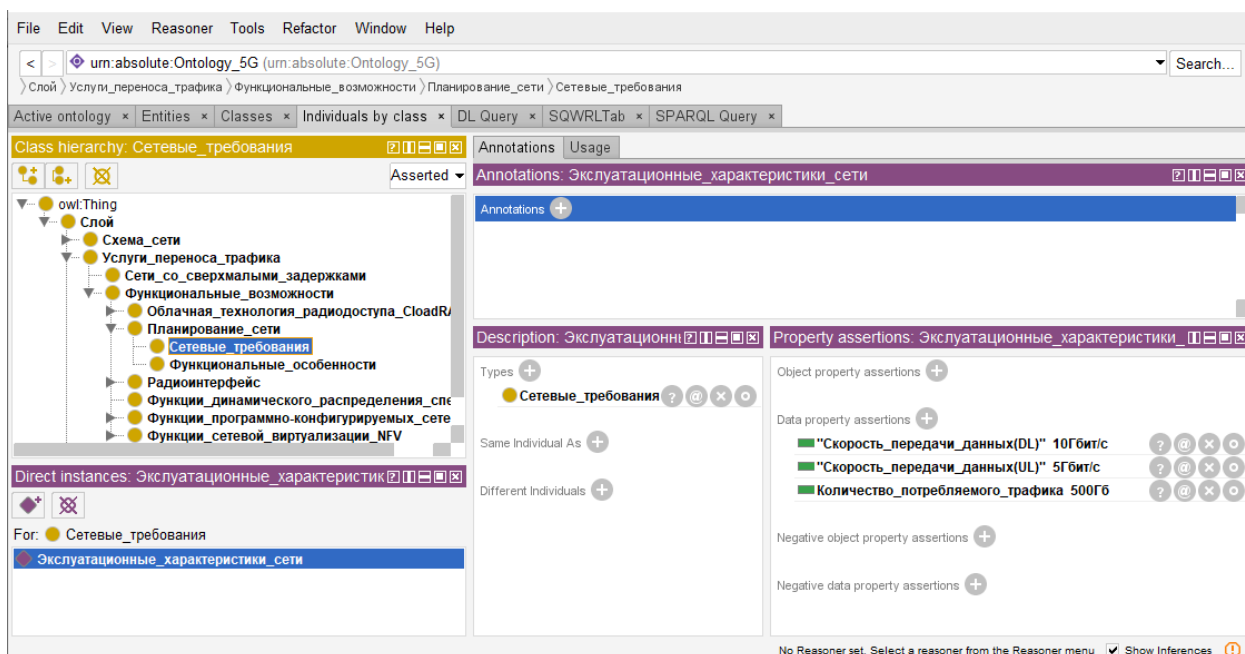 File Edit View Reasoner Tools Refactor Window Help
< > urn:absolute:Ontology_5G (urn:absolute:Ontology_5G) Search...
Слой Услуги_переноса_трафика Функциональные_возможности Планирование_сети Сетевые_требования
Active ontology × Entities × Classes × Individuals by class × DL Query × SQWRLTab × SPARQL Query ×
Class hierarchy: Сетевые_требования
Asserted
owl:Thing
Слой
Схема_сети
Услуги_переноса_трафика
Сети_со_сверхмалыми_задержками
Функциональные_возможности
Облачная_технология_радиодоступа_CloadRA
Планирование_сети
Сетевые_требования
Функциональные_особенности
Радиоинтерфейс
Функции_динамического_распределения_спе
Функции_программно-конфигурируемых_сете
Функции_сетевой_виртуализации_NFV
Direct instances: Экслуатационные_характеристик
For: Сетевые_требования
Экслуатационные_характеристики_сети
Annotations Usage
Annotations: Экслуатационные_характеристики_сети
Annotations
Description: Экслуатационн
Types
Сетевые_требования
Same Individual As
Different Individuals
Property assertions: Экслуатационные_характеристики_
Object property assertions
Data property assertions
"Скорость_передачи_данных(DL)" 10Гбит/с
"Скорость_передачи_данных(UL)" 5Гбит/с
Количество_потребляемого_трафика 500Гб
Negative object property assertions
Negative data property assertions
No Reasoner set. Select a reasoner from the Reasoner menu Show Inferences